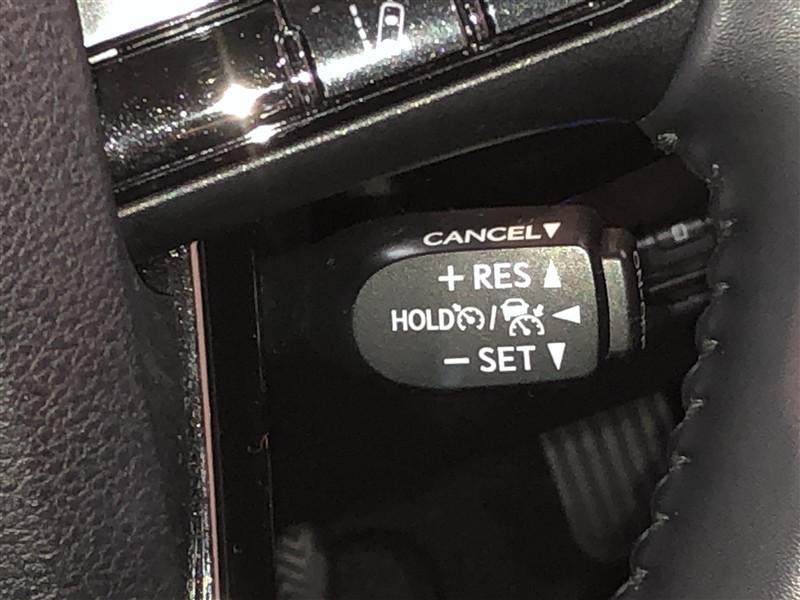 CANCEL▼
+ RES ▲
HOLD / ◀
− SET ▼